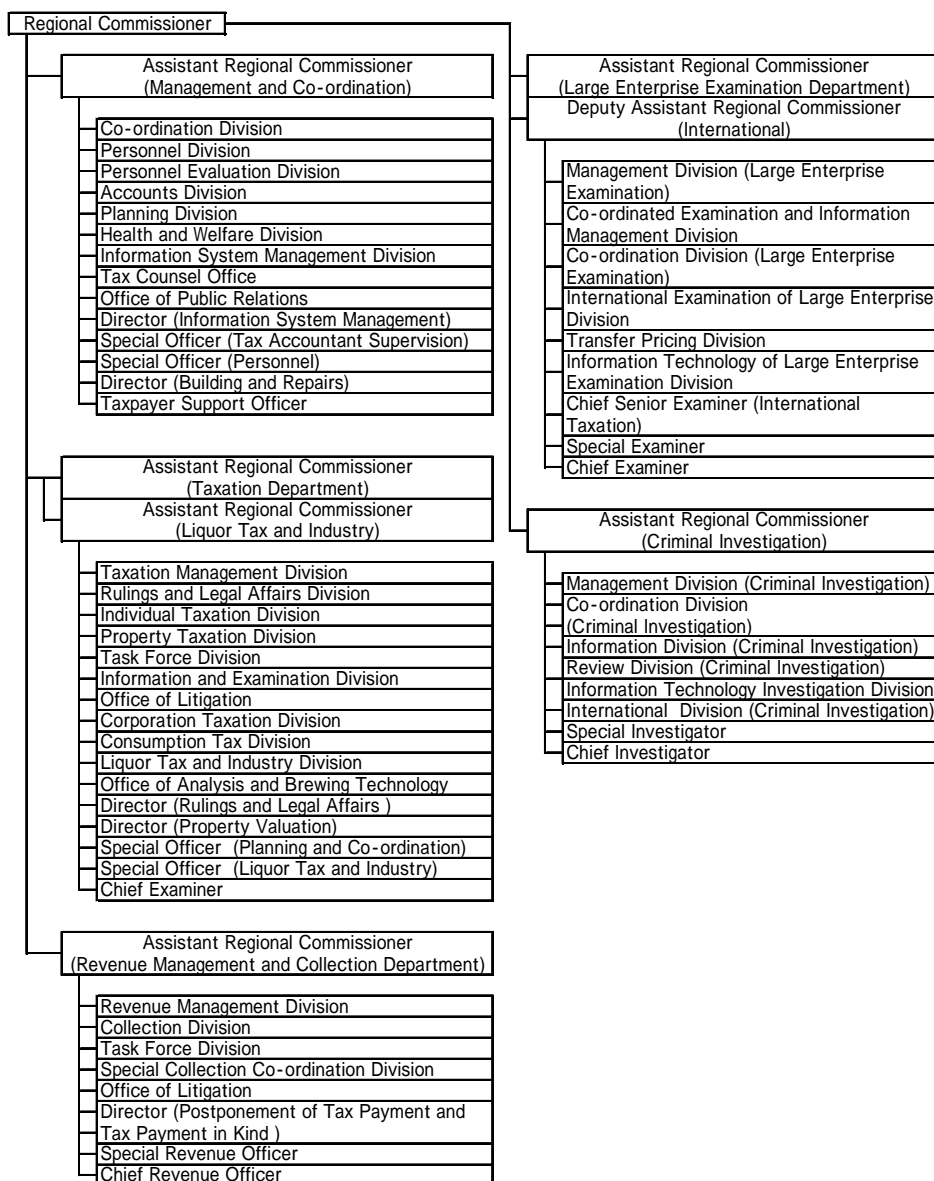 Regional Commissioner
Assistant Regional Commissioner
(Management and Co-ordination)
Co-ordination Division
Personnel Division
Personnel Evaluation Division
Accounts Division
Planning Division
Health and Welfare Division
Information System Management Division
Tax Counsel Office
Office of Public Relations
Director (Information System Management)
Special Officer (Tax Accountant Supervision)
Special Officer (Personnel)
Director (Building and Repairs)
Taxpayer Support Officer
Assistant Regional Commissioner
(Taxation Department)
Assistant Regional Commissioner
(Liquor Tax and Industry)
Taxation Management Division
Rulings and Legal Affairs Division
Individual Taxation Division
Property Taxation Division
Task Force Division
Information and Examination Division
Office of Litigation
Corporation Taxation Division
Consumption Tax Division
Liquor Tax and Industry Division
Office of Analysis and Brewing Technology
Director (Rulings and Legal Affairs )
Director (Property Valuation)
Special Officer (Planning and Co-ordination)
Special Officer (Liquor Tax and Industry)
Chief Examiner
Assistant Regional Commissioner
(Revenue Management and Collection Department)
Revenue Management Division
Collection Division
Task Force Division
Special Collection Co-ordination Division
Office of Litigation
Director (Postponement of Tax Payment and
Tax Payment in Kind )
Special Revenue Officer
Chief Revenue Officer
Assistant Regional Commissioner
(Large Enterprise Examination Department)
Deputy Assistant Regional Commissioner
(International)
Management Division (Large Enterprise
Examination)
Co-ordinated Examination and Information
Management Division
Co-ordination Division (Large Enterprise
Examination)
International Examination of Large Enterprise
Division
Transfer Pricing Division
Information Technology of Large Enterprise
Examination Division
Chief Senior Examiner (International
Taxation)
Special Examiner
Chief Examiner
Assistant Regional Commissioner
(Criminal Investigation)
Management Division (Criminal Investigation)
Co-ordination Division
(Criminal Investigation)
Information Division (Criminal Investigation)
Review Division (Criminal Investigation)
Information Technology Investigation Division
International Division (Criminal Investigation)
Special Investigator
Chief Investigator